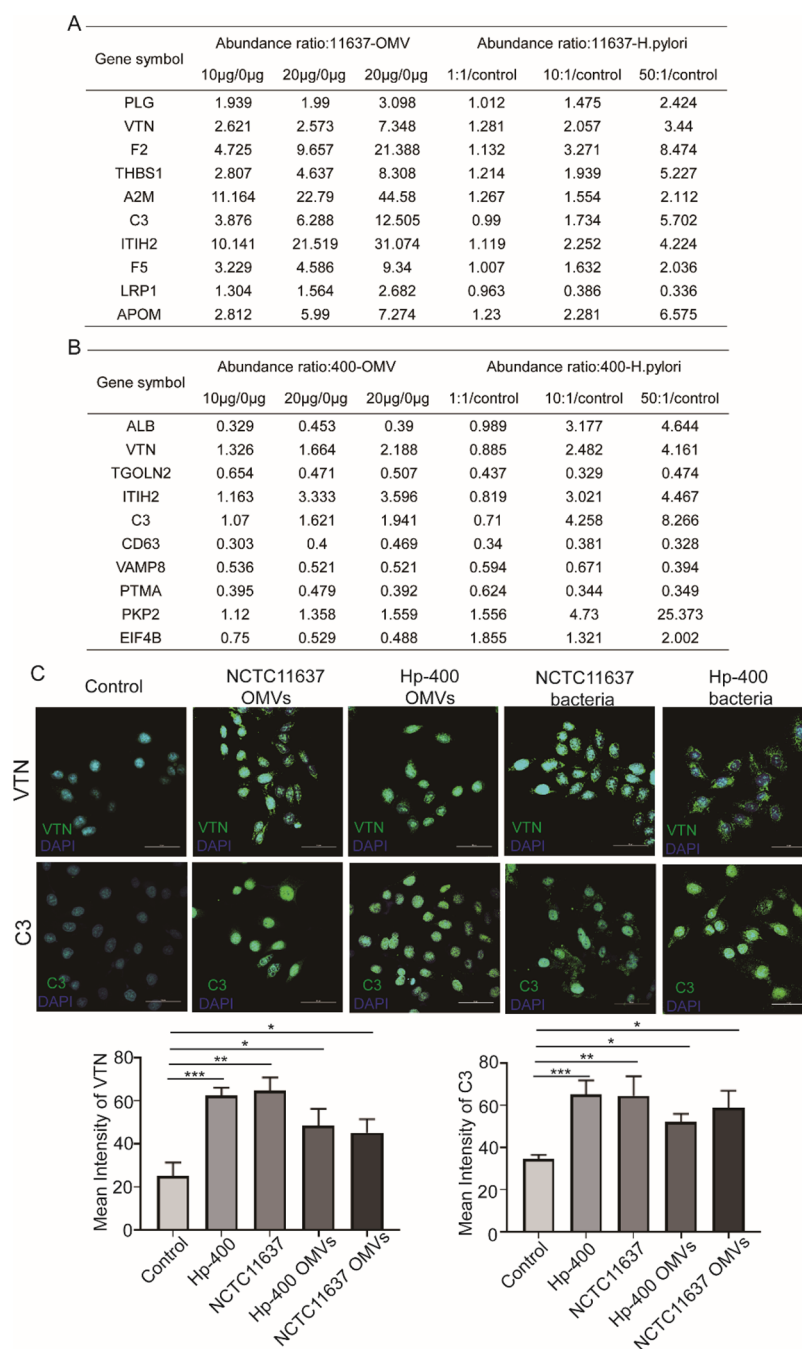 A
Gene symbol Abundance ratio:11637-OMV Abundance ratio:11637-H.pylori
10µg/0µg 20µg/0µg 20µg/0µg 1:1/control 10:1/control 50:1/control
PLG 1.939 1.99 3.098 1.012 1.475 2.424
VTN 2.621 2.573 7.348 1.281 2.057 3.44
F2 4.725 9.657 21.388 1.132 3.271 8.474
THBS1 2.807 4.637 8.308 1.214 1.939 5.227
A2M 11.164 22.79 44.58 1.267 1.554 2.112
C3 3.876 6.288 12.505 0.99 1.734 5.702
ITIH2 10.141 21.519 31.074 1.119 2.252 4.224
F5 3.229 4.586 9.34 1.007 1.632 2.036
LRP1 1.304 1.564 2.682 0.963 0.386 0.336
APOM 2.812 5.99 7.274 1.23 2.281 6.575
B
Gene symbol Abundance ratio:400-OMV Abundance ratio:400-H.pylori
10µg/0µg 20µg/0µg 20µg/0µg 1:1/control 10:1/control 50:1/control
ALB 0.329 0.453 0.39 0.989 3.177 4.644
VTN 1.326 1.664 2.188 0.885 2.482 4.161
TGOLN2 0.654 0.471 0.507 0.437 0.329 0.474
ITIH2 1.163 3.333 3.596 0.819 3.021 4.467
C3 1.07 1.621 1.941 0.71 4.258 8.266
CD63 0.303 0.4 0.469 0.34 0.381 0.328
VAMP8 0.536 0.521 0.521 0.594 0.671 0.394
PTMA 0.395 0.479 0.392 0.624 0.344 0.349
PKP2 1.12 1.358 1.559 1.556 4.73 25.373
EIF4B 0.75 0.529 0.488 1.855 1.321 2.002
C
Control NCTC11637 Hp-400 NCTC11637 Hp-400
OMVs OMVs bacteria bacteria
VTN
VTN VTN VTN VTN VTN
DAPI DAPI DAPI DAPI DAPI
C3
C3 C3 C3 C3 C3
DAPI DAPI DAPI DAPI DAPI
*
*
**
***
Mean Intensity of VTN
80
60
40
20
0
Control Hp-400 NCTC11637 Hp-400 OMVs NCTC11637 OMVs
*
*
**
***
Mean Intensity of C3
80
60
40
20
0
Control Hp-400 NCTC11637 Hp-400 OMVs NCTC11637 OMVs